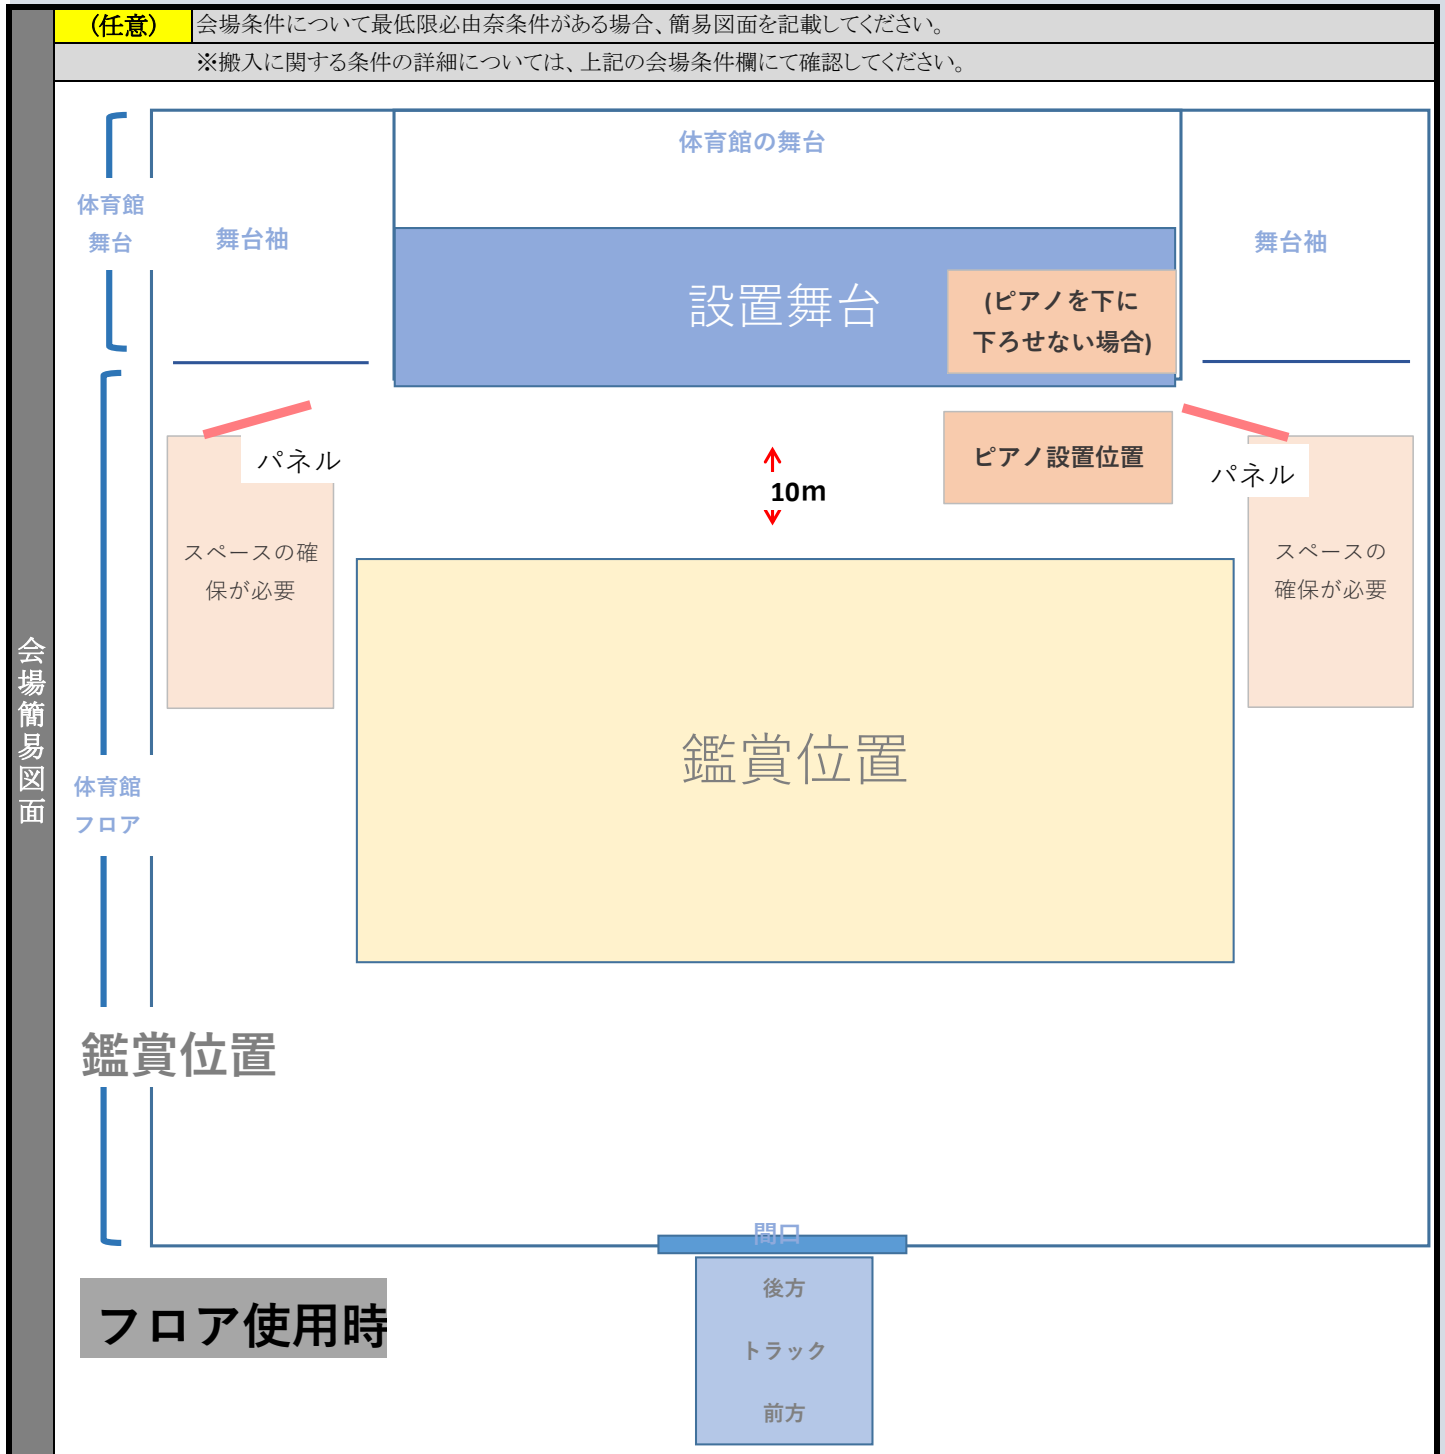 (任意)
会場条件について最低限必由奈条件がある場合、簡易図面を記載してください。
※搬入に関する条件の詳細については、上記の会場条件欄にて確認してください。
会場簡易図面
体育館の舞台
体育館
舞台
舞台袖
舞台袖
設置舞台
(ピアノを下に
下ろせない場合)
パネル
ピアノ設置位置
パネル
10m
スペースの確
保が必要
スペースの
確保が必要
鑑賞位置
体育館
フロア
鑑賞位置
間口
フロア使用時
後方
トラック
前方